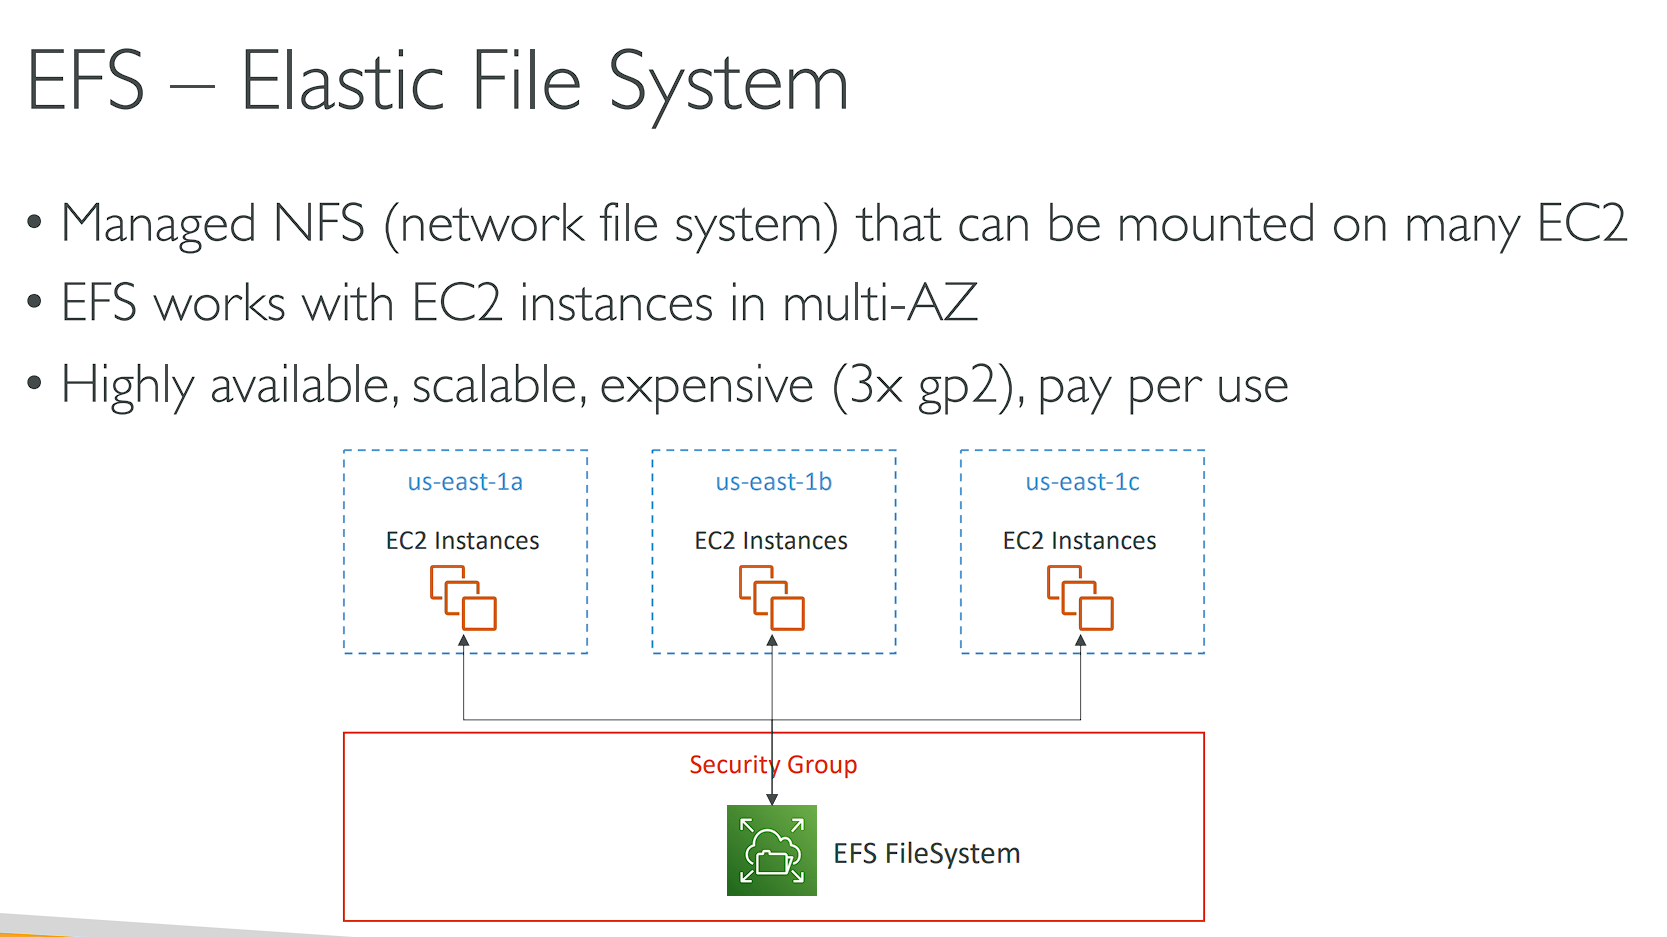 EFS – Elastic File System
• Managed NFS (network file system) that can be mounted on many EC2
• EFS works with EC2 instances in multi-AZ
• Highly available, scalable, expensive (3x gp2), pay per use
us-east-1a
EC2 Instances
us-east-1b
EC2 Instances
us-east-1c
EC2 Instances
Security Group
EFS FileSystem